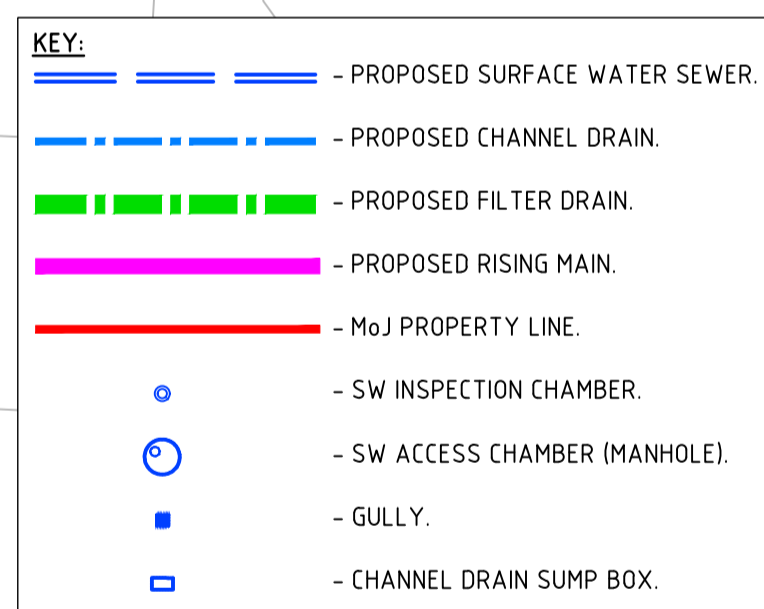 KEY:
- PROPOSED SURFACE WATER SEWER.
- PROPOSED CHANNEL DRAIN.
- PROPOSED FILTER DRAIN.
- PROPOSED RISING MAIN.
- MoJ PROPERTY LINE.
- SW INSPECTION CHAMBER.
- SW ACCESS CHAMBER (MANHOLE).
- GULLY.
- CHANNEL DRAIN SUMP BOX.